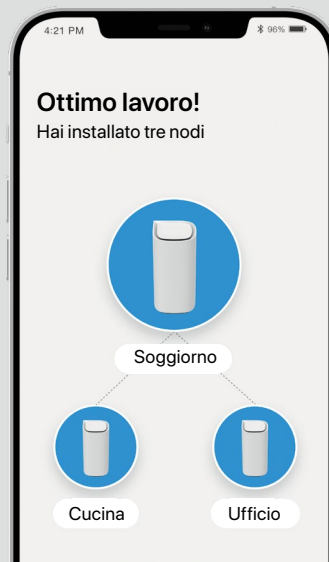 4:21 PM
96%
Ottimo lavoro!
Hai installato tre nodi
Soggiorno
Cucina
Ufficio